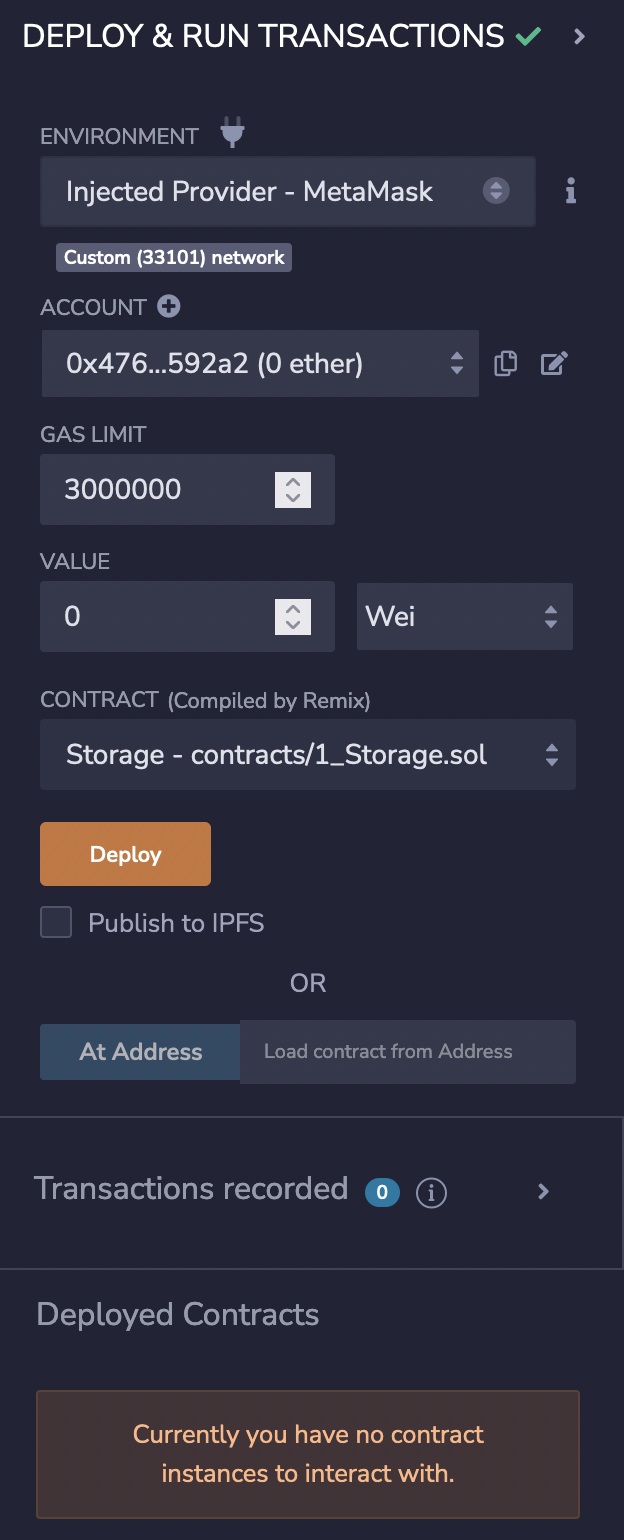 DEPLOY & RUN TRANSACTIONS
ENVIRONMENT
Injected Provider - MetaMask
Custom (33101) network
ACCOUNT
0x476...592a2 (0 ether)
GAS LIMIT
3000000
VALUE
0
Wei
CONTRACT (Compiled by Remix)
Storage - contracts/1_Storage.sol
Deploy
Publish to IPFS
OR
At Address
Load contract from Address
Transactions recorded 0
Deployed Contracts
Currently you have no contract
instances to interact with.